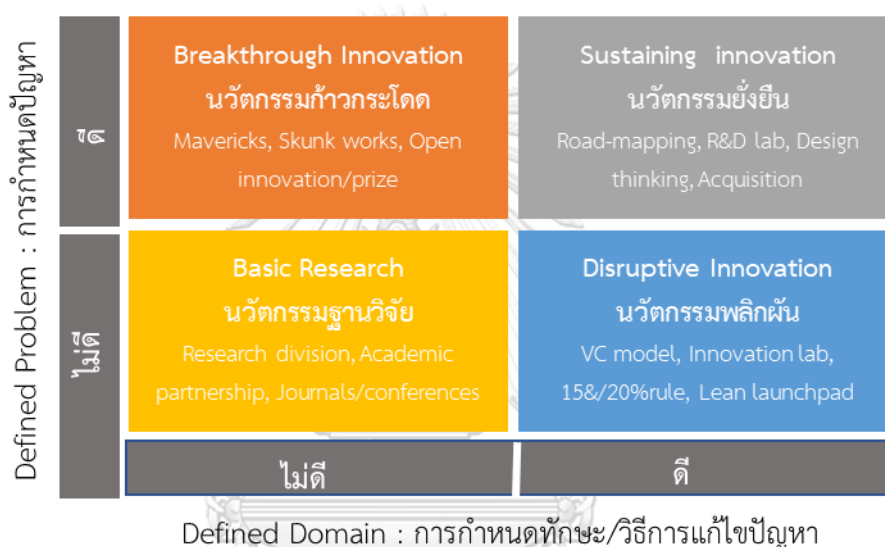 Defined Problem : การกำหนดปัญหา
ดี
Breakthrough Innovation
นวัตกรรมก้าวกระโดด
Mavericks, Skunk works, Open
innovation/prize
Sustaining innovation
นวัตกรรมยั่งยืน
Road-mapping, R&D lab, Design
thinking, Acquisition
ไม่ดี
Basic Research
นวัตกรรมฐานวิจัย
Research division, Academic
partnership, Journals/conferences
Disruptive Innovation
นวัตกรรมพลิกผัน
VC model, Innovation lab,
15&/20%rule, Lean launchpad
ไม่ดี
ดี
Defined Domain : การกำหนดทักษะ/วิธีการแก้ไขปัญหา